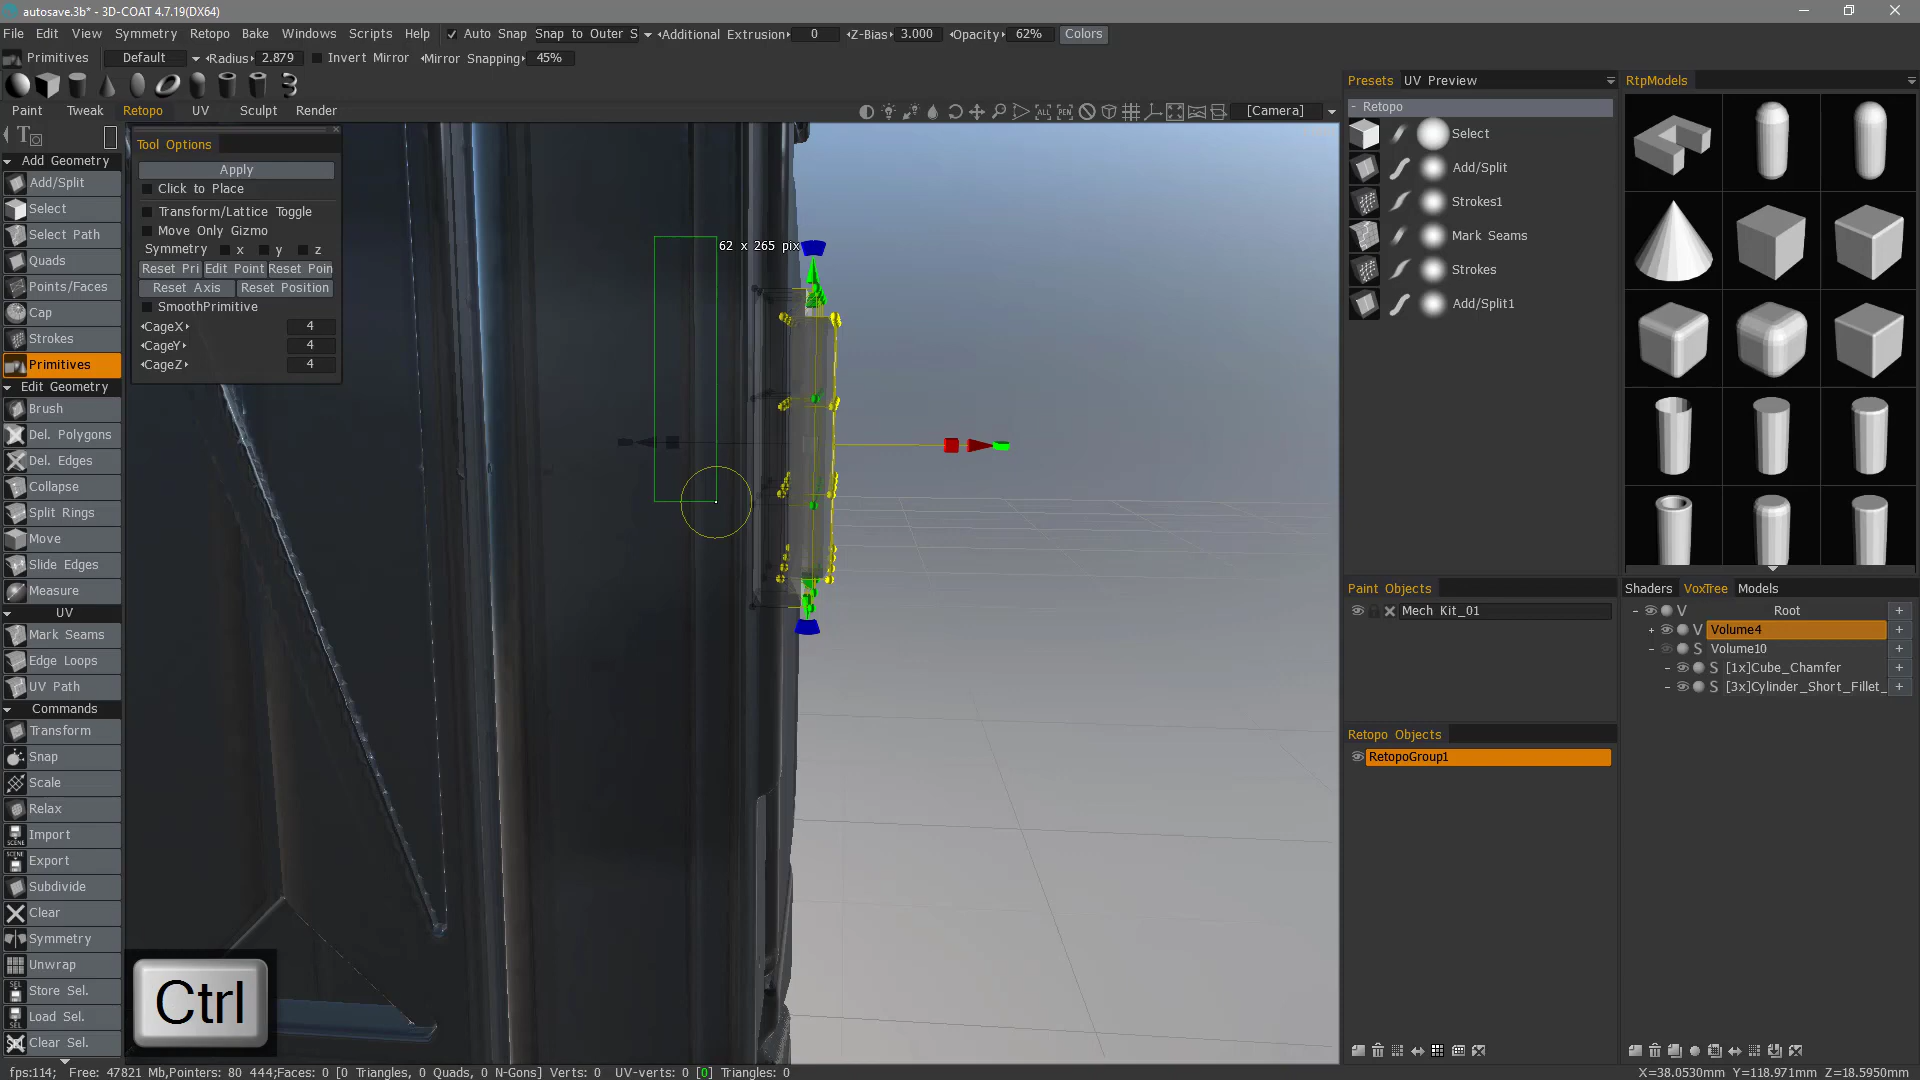 autosave.3b* - 3D-COAT 4.7.19(DX64)
File Edit View Symmetry Retopo Bake Windows Scripts Help Auto Snap Snap to Outer S Additional Extrusion 0 Z-Bias 3.000 Opacity 62% Colors
Primitives Default Radius 2.879 Invert Mirror Mirror Snapping 45%
Paint Tweak Retopo UV Sculpt Render ALL PEN [Camera]
Add Geometry
Add/Split
Select
Select Path
Quads
Points/Faces
Cap
Strokes
Primitives
Edit Geometry
Brush
Del. Polygons
Del. Edges
Collapse
Split Rings
Move
Slide Edges
Measure
UV
Mark Seams
Edge Loops
UV Path
Commands
Transform
Snap
Scale
Relax
Import
Export
Subdivide
Clear
Symmetry
Unwrap
Store Sel.
Load Sel.
Clear Sel.
Tool Options
Apply
Click to Place
Transform/Lattice Toggle
Move Only Gizmo
Symmetry x y z
Reset Pri Edit Point Reset Poin
Reset Axis Reset Position
SmoothPrimitive
CageX 4
CageY 4
CageZ 4
62 x 265 pix
Ctrl
Presets UV Preview
- Retopo
Select
Add/Split
Strokes1
Mark Seams
Strokes
Add/Split1
Paint Objects
Mech Kit_01
Retopo Objects
RetopoGroup1
RtpModels
Shaders VoxTree Models
- V Root +
+ V Volume4 +
- S Volume10 +
- S [1x]Cube_Chamfer +
- S [3x]Cylinder_Short_Fillet_ +
fps:114; Free: 47821 Mb,Pointers: 80 444;Faces: 0 [0 Triangles, 0 Quads, 0 N-Gons] Verts: 0 UV-verts: 0 [0] Triangles: 0 X=38.0530mm Y=118.971mm Z=18.5950mm